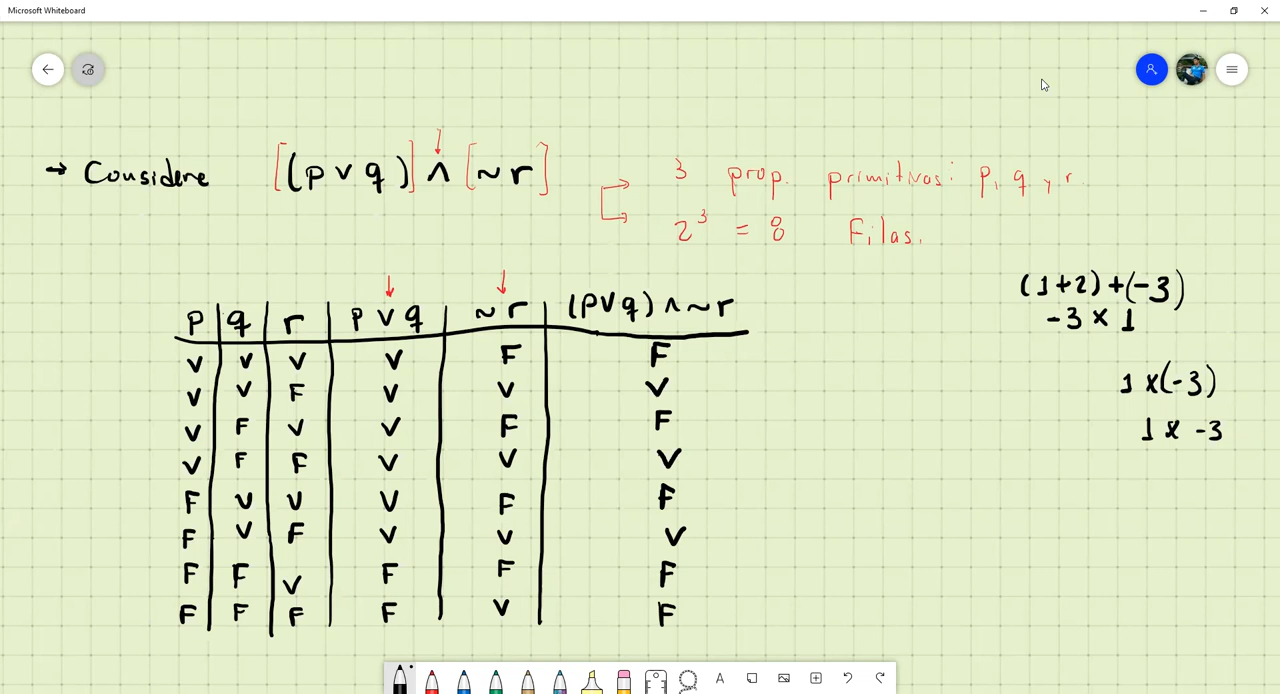 Microsoft Whiteboard
→ Considere [(p ∨ q)] ∧ [~ r]
3 prop. primitivas: p, q y r
2³ = 8 Filas.
(1+2) + (-3)
-3 × 1
1 × (-3)
1 × -3
p q r p ∨ q ~ r (p ∨ q) ∧ ~ r
V V V V F F
V V F V V V
V F V V F F
V F F V V V
F V V V F F
F V F V V V
F F V F F F
F F F F V F
A